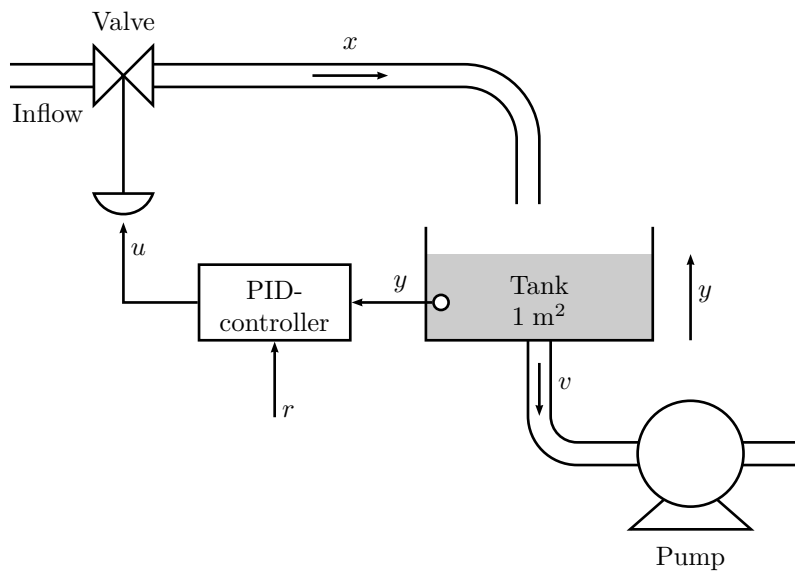 Valve
x
Inflow
u
PID-
controller
y
r
Tank
1 m²
y
v
Pump